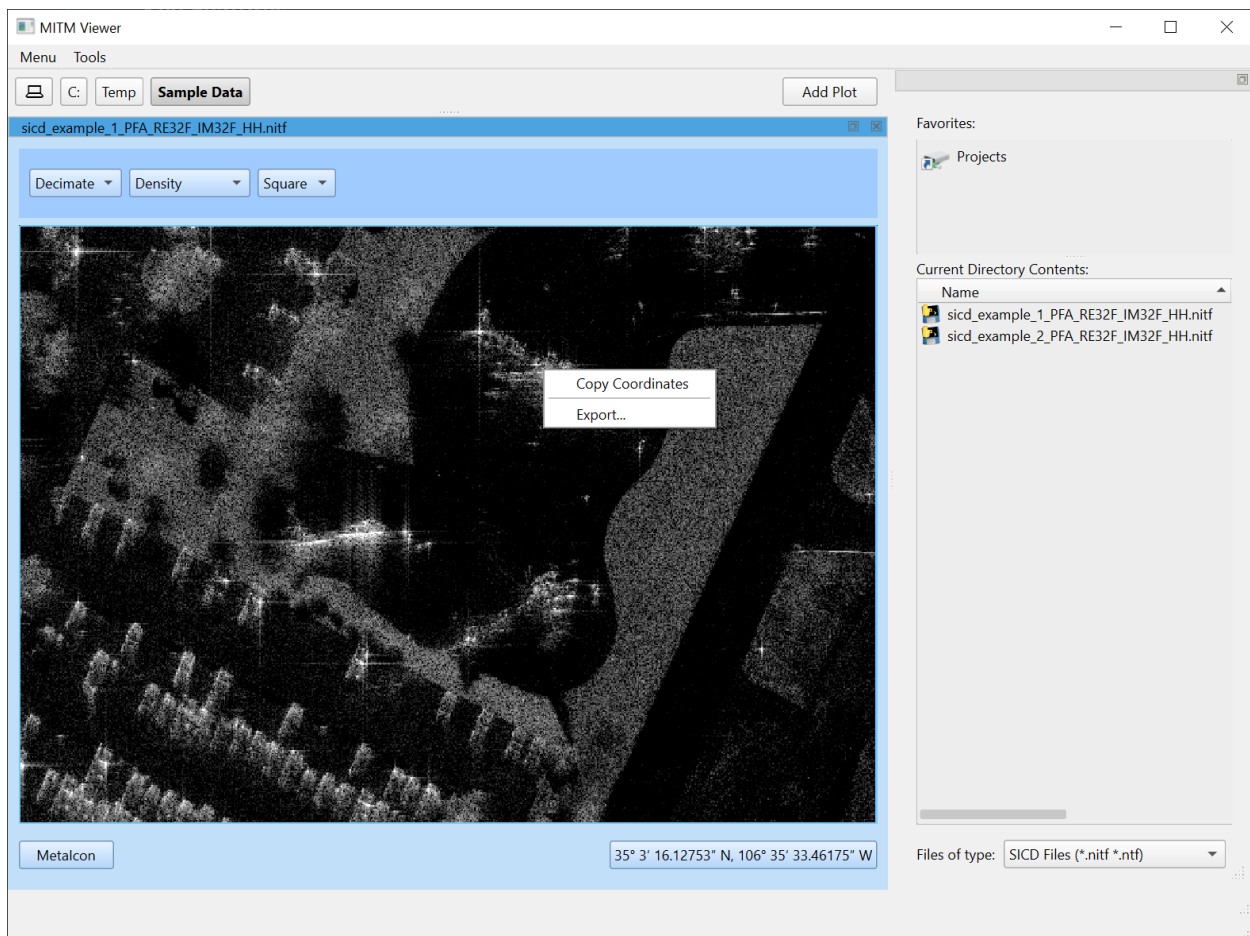 MITM Viewer
Menu Tools
C: Temp Sample Data Add Plot
sicd_example_1_PFA_RE32F_IM32F_HH.nitf
Decimate Density Square
Copy Coordinates
Export...
MetaIcon
35° 3′ 16.12753″ N, 106° 35′ 33.46175″ W
Favorites:
Projects
Current Directory Contents:
Name
sicd_example_1_PFA_RE32F_IM32F_HH.nitf
sicd_example_2_PFA_RE32F_IM32F_HH.nitf
Files of type: SICD Files (*.nitf *.ntf)